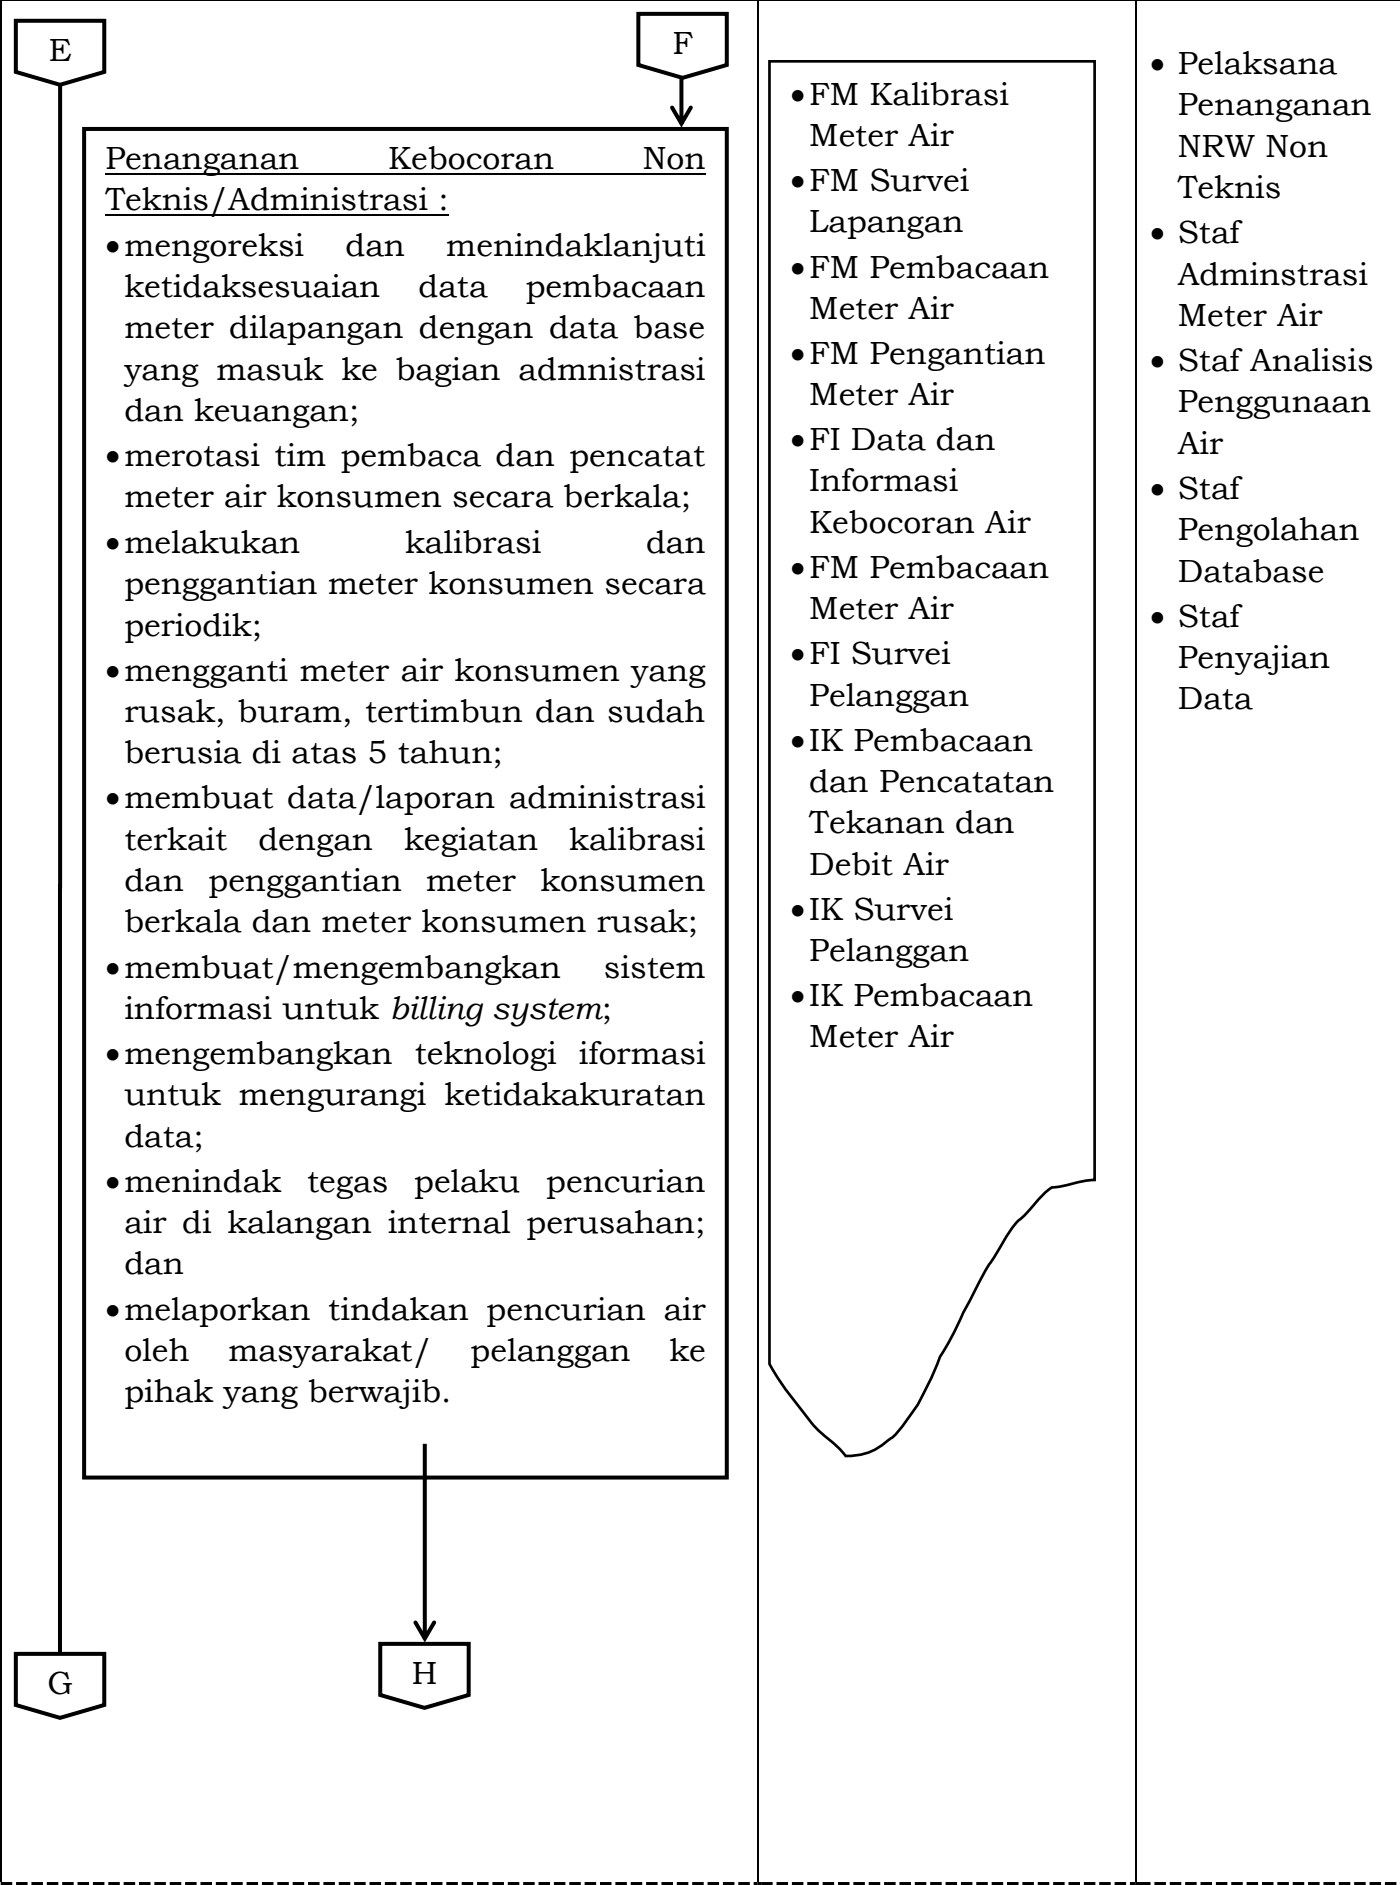 E
F
Penanganan Kebocoran Non
Teknis/Administrasi :
•mengoreksi dan menindaklanjuti
ketidaksesuaian data pembacaan
meter dilapangan dengan data base
yang masuk ke bagian admnistrasi
dan keuangan;
•merotasi tim pembaca dan pencatat
meter air konsumen secara berkala;
•melakukan kalibrasi dan
penggantian meter konsumen secara
periodik;
•mengganti meter air konsumen yang
rusak, buram, tertimbun dan sudah
berusia di atas 5 tahun;
•membuat data/laporan administrasi
terkait dengan kegiatan kalibrasi
dan penggantian meter konsumen
berkala dan meter konsumen rusak;
•membuat/mengembangkan sistem
informasi untuk billing system;
•mengembangkan teknologi iformasi
untuk mengurangi ketidakakuratan
data;
•menindak tegas pelaku pencurian
air di kalangan internal perusahan;
dan
•melaporkan tindakan pencurian air
oleh masyarakat/ pelanggan ke
pihak yang berwajib.
G
H
•FM Kalibrasi
Meter Air
•FM Survei
Lapangan
•FM Pembacaan
Meter Air
•FM Pengantian
Meter Air
•FI Data dan
Informasi
Kebocoran Air
•FM Pembacaan
Meter Air
•FI Survei
Pelanggan
•IK Pembacaan
dan Pencatatan
Tekanan dan
Debit Air
•IK Survei
Pelanggan
•IK Pembacaan
Meter Air
• Pelaksana
Penanganan
NRW Non
Teknis
• Staf
Adminstrasi
Meter Air
• Staf Analisis
Penggunaan
Air
• Staf
Pengolahan
Database
• Staf
Penyajian
Data